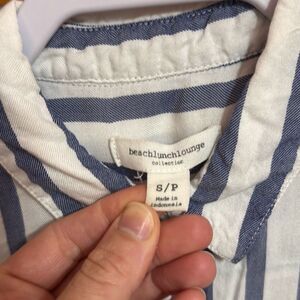 beachlunchlounge
collection
S/P
Made in
Indonesia